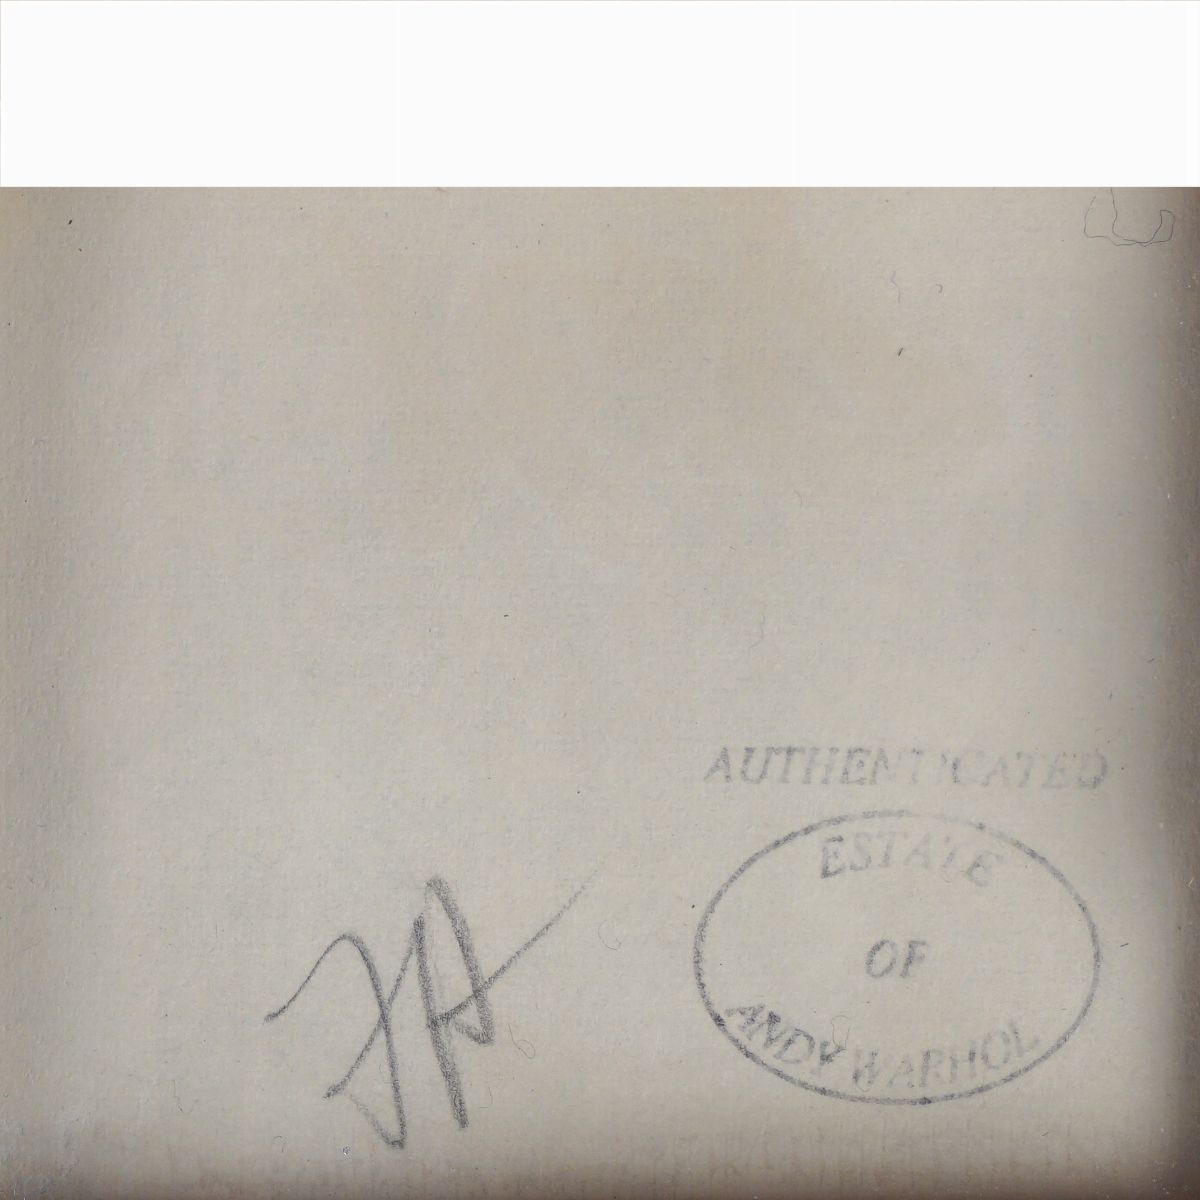 AUTHENTICATED
ESTATE
OF
ANDY WARHOL